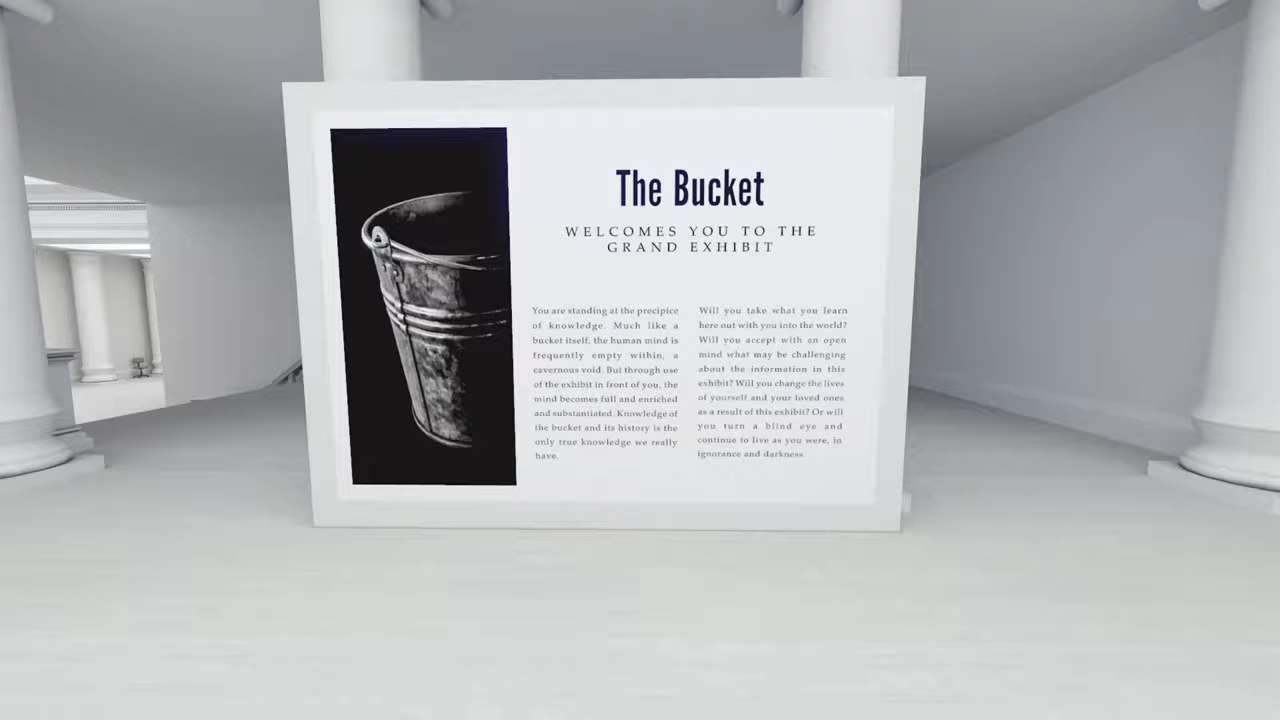 The Bucket
WELCOMES YOU TO THE
GRAND EXHIBIT
You are standing at the precipice
of knowledge. Much like a
bucket itself, the human mind is
frequently empty within, a
cavernous void. But through use
of the exhibit in front of you, the
mind becomes full and enriched
and substantiated. Knowledge of
the bucket and its history is the
only true knowledge we really
have.
Will you take what you learn
here out with you into the world?
Will you accept with an open
mind what may be challenging
about the information in this
exhibit? Will you change the lives
of yourself and your loved ones
as a result of this exhibit? Or will
you turn a blind eye and
continue to live as you were, in
ignorance and darkness.